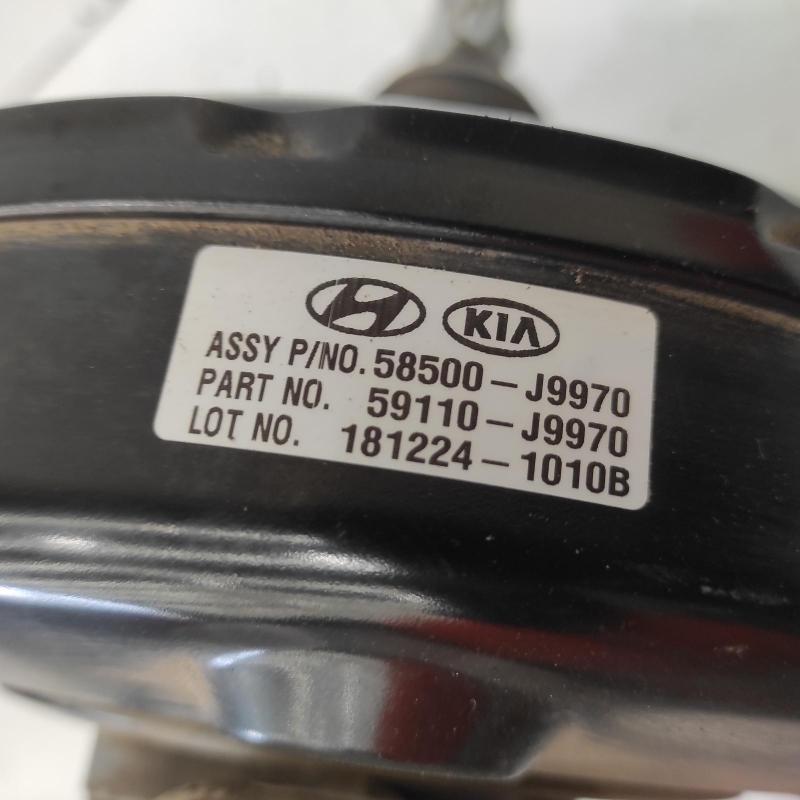 KIA
ASSY P/NO. 58500-J9970
PART NO. 59110-J9970
LOT NO. 181224-1010B